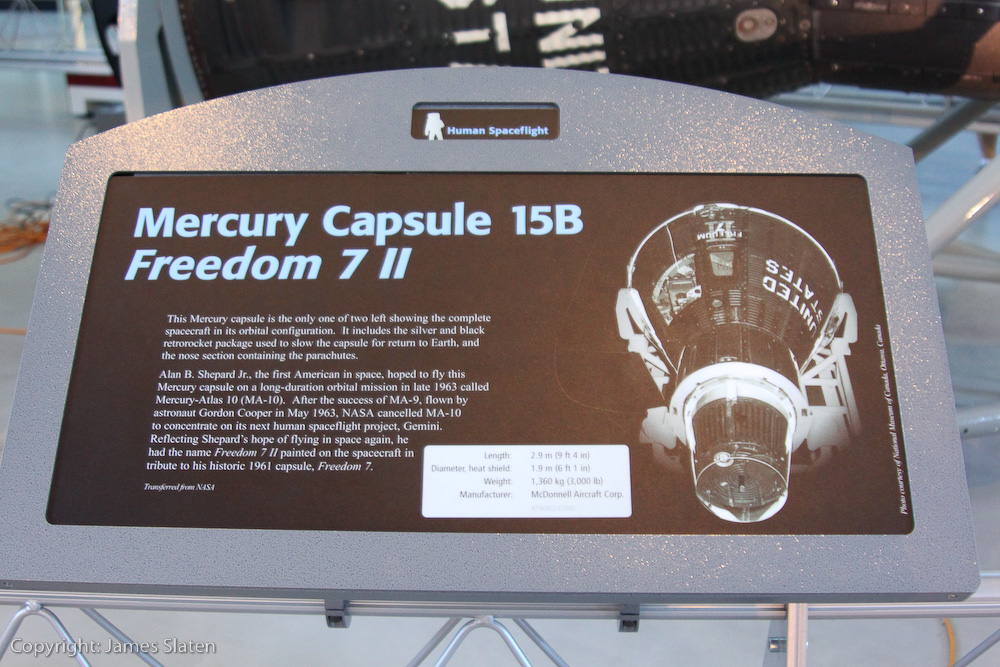 Human Spaceflight
Mercury Capsule 15B
Freedom 7 II
This Mercury capsule is the only one of two left showing the complete
spacecraft in its orbital configuration. It includes the silver and black
retrorocket package used to slow the capsule for return to Earth, and
the nose section containing the parachutes.
Alan B. Shepard Jr., the first American in space, hoped to fly this
Mercury capsule on a long-duration orbital mission in late 1963 called
Mercury-Atlas 10 (MA-10). After the success of MA-9, flown by
astronaut Gordon Cooper in May 1963, NASA cancelled MA-10
to concentrate on its next human spaceflight project, Gemini.
Reflecting Shepard's hope of flying in space again, he
had the name Freedom 7 II painted on the spacecraft in
tribute to his historic 1961 capsule, Freedom 7.
Transferred from NASA
Length: 2.9 m (9 ft 4 in)
Diameter, heat shield: 1.9 m (6 ft 1 in)
Weight: 1,360 kg (3,000 lb)
Manufacturer: McDonnell Aircraft Corp.
FREEDOM
7
UNITED
STATES
Photo courtesy of National Museum of Canada, Ottawa, Canada
Copyright: James Slaten